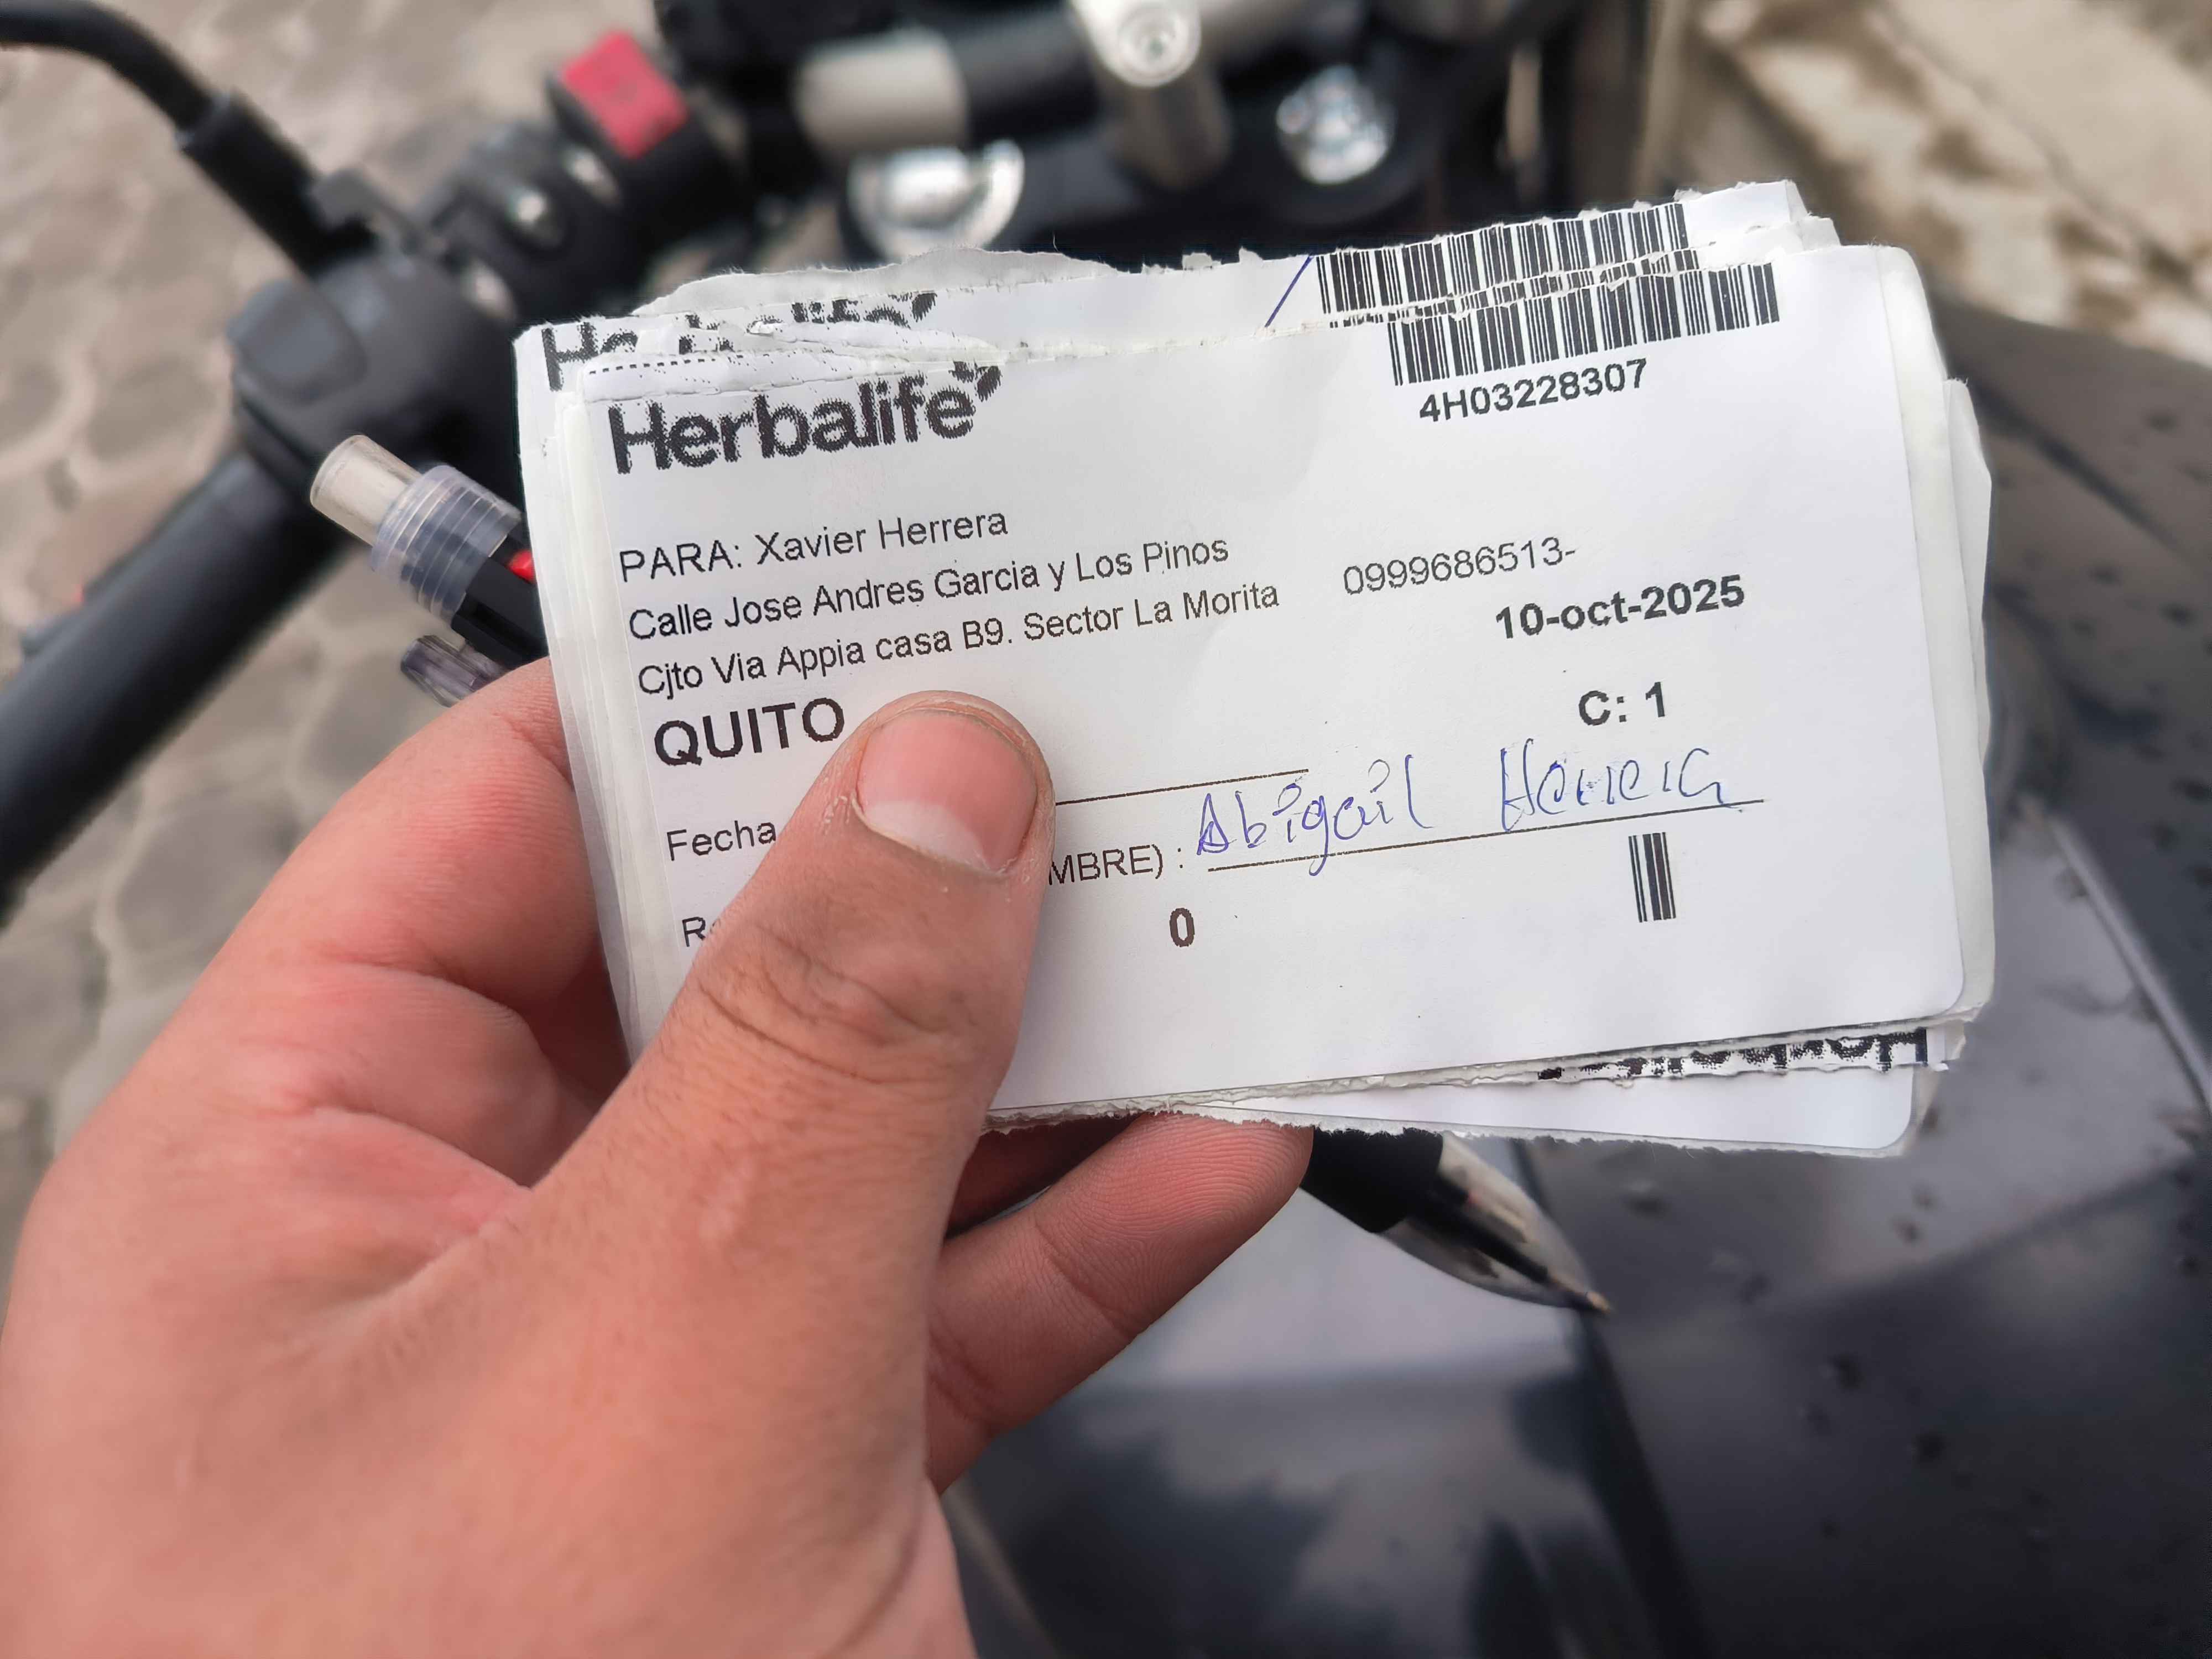 Herbalife
4H03228307
PARA: Xavier Herrera
Calle Jose Andres Garcia y Los Pinos
0999686513-
Cjto Via Appia casa B9. Sector La Morita
10-oct-2025
QUITO
C: 1
Fecha
MBRE) : Abigail Herrera
0